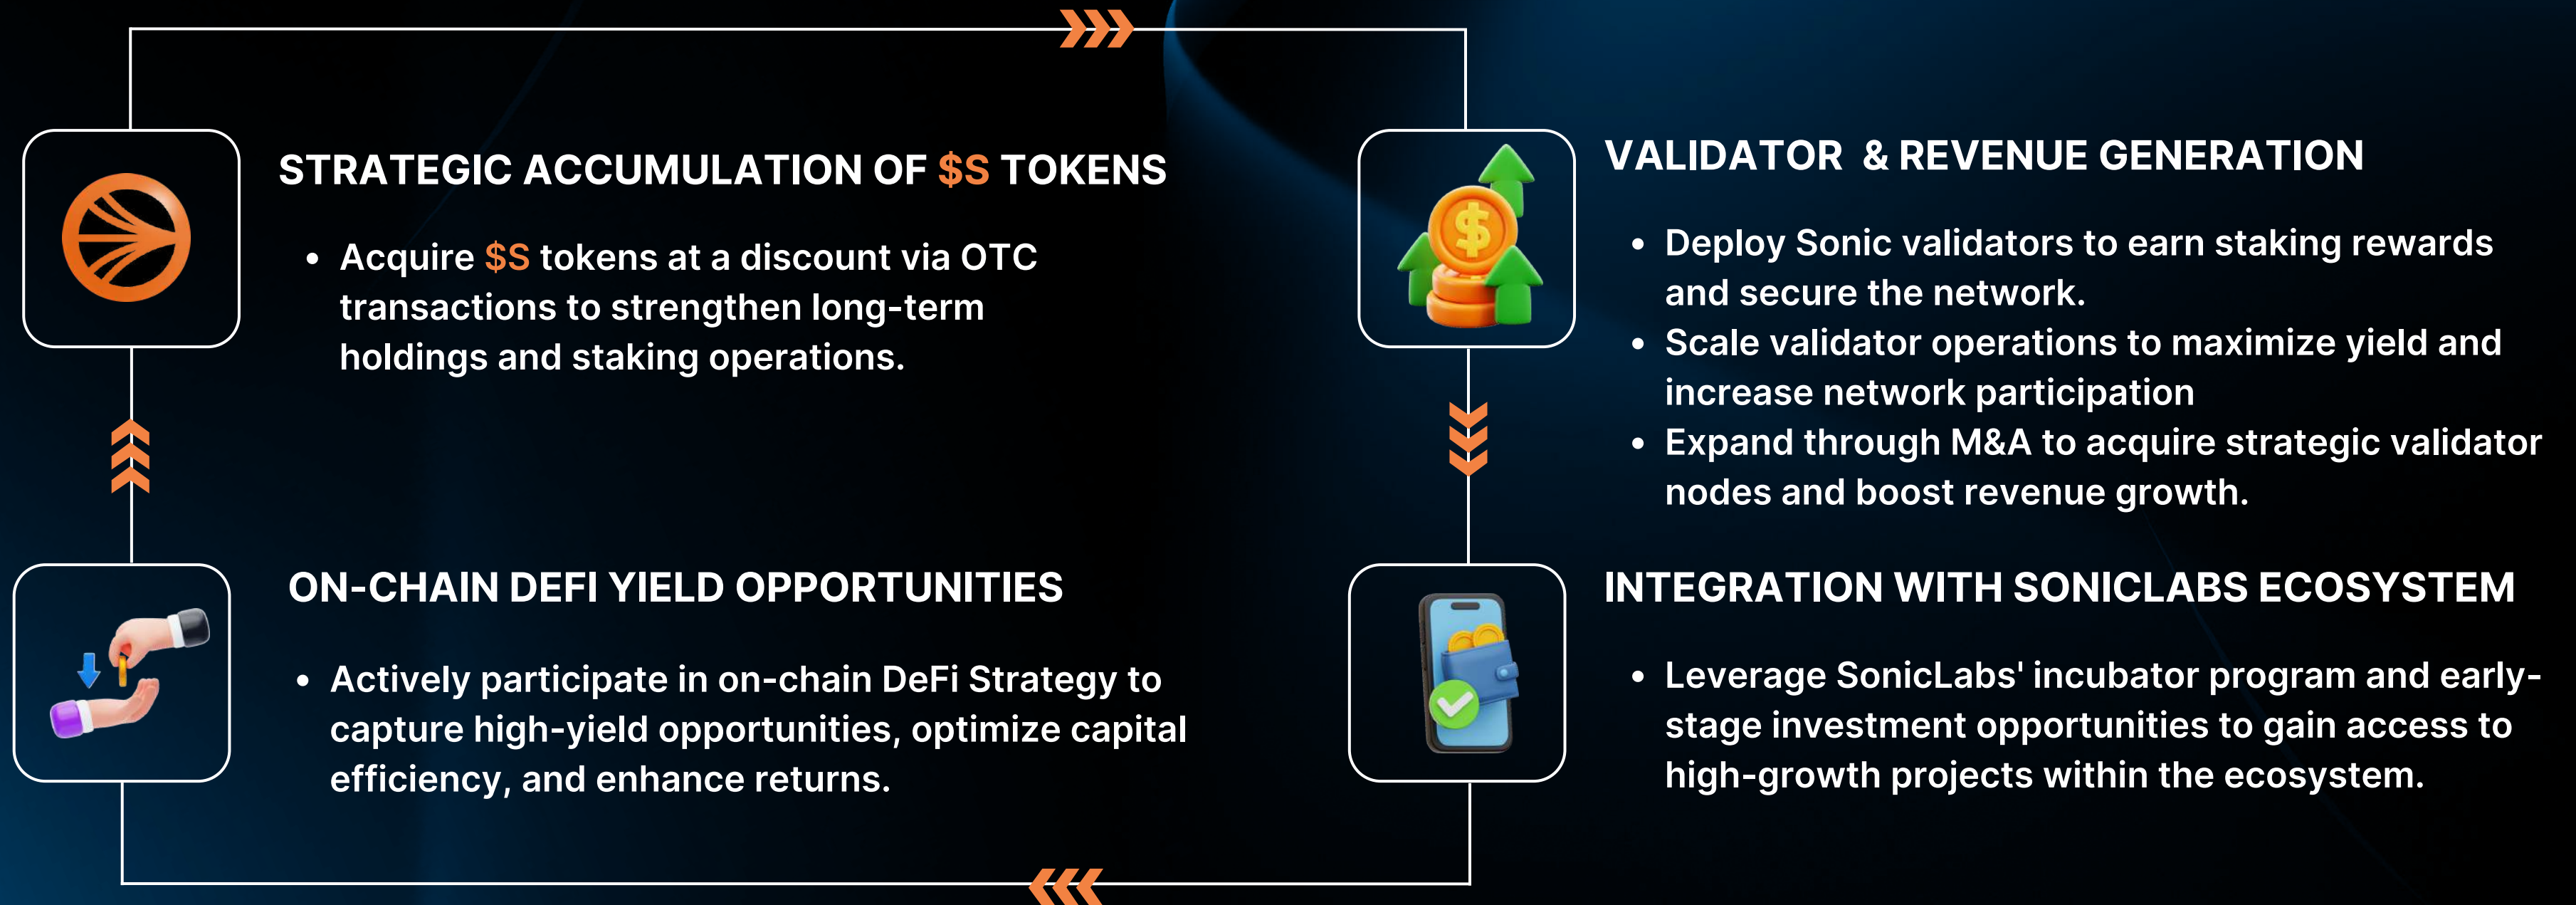 STRATEGIC ACCUMULATION OF $S TOKENS
• Acquire $S tokens at a discount via OTC
transactions to strengthen long-term
holdings and staking operations.
VALIDATOR & REVENUE GENERATION
• Deploy Sonic validators to earn staking rewards
and secure the network.
• Scale validator operations to maximize yield and
increase network participation
• Expand through M&A to acquire strategic validator
nodes and boost revenue growth.
ON-CHAIN DEFI YIELD OPPORTUNITIES
• Actively participate in on-chain DeFi Strategy to
capture high-yield opportunities, optimize capital
efficiency, and enhance returns.
INTEGRATION WITH SONICLABS ECOSYSTEM
• Leverage SonicLabs' incubator program and early-
stage investment opportunities to gain access to
high-growth projects within the ecosystem.